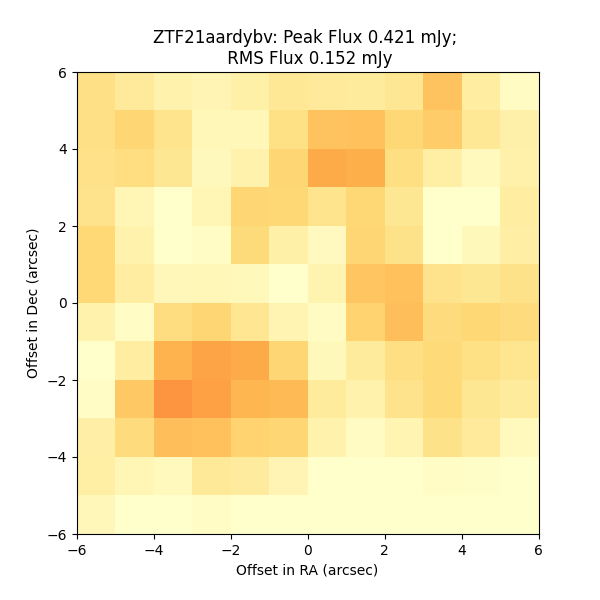 ZTF21aardybv: Peak Flux 0.421 mJy;
RMS Flux 0.152 mJy
6
4
2
0
−2
−4
−6
Offset in Dec (arcsec)
−6 −4 −2 0 2 4 6
Offset in RA (arcsec)